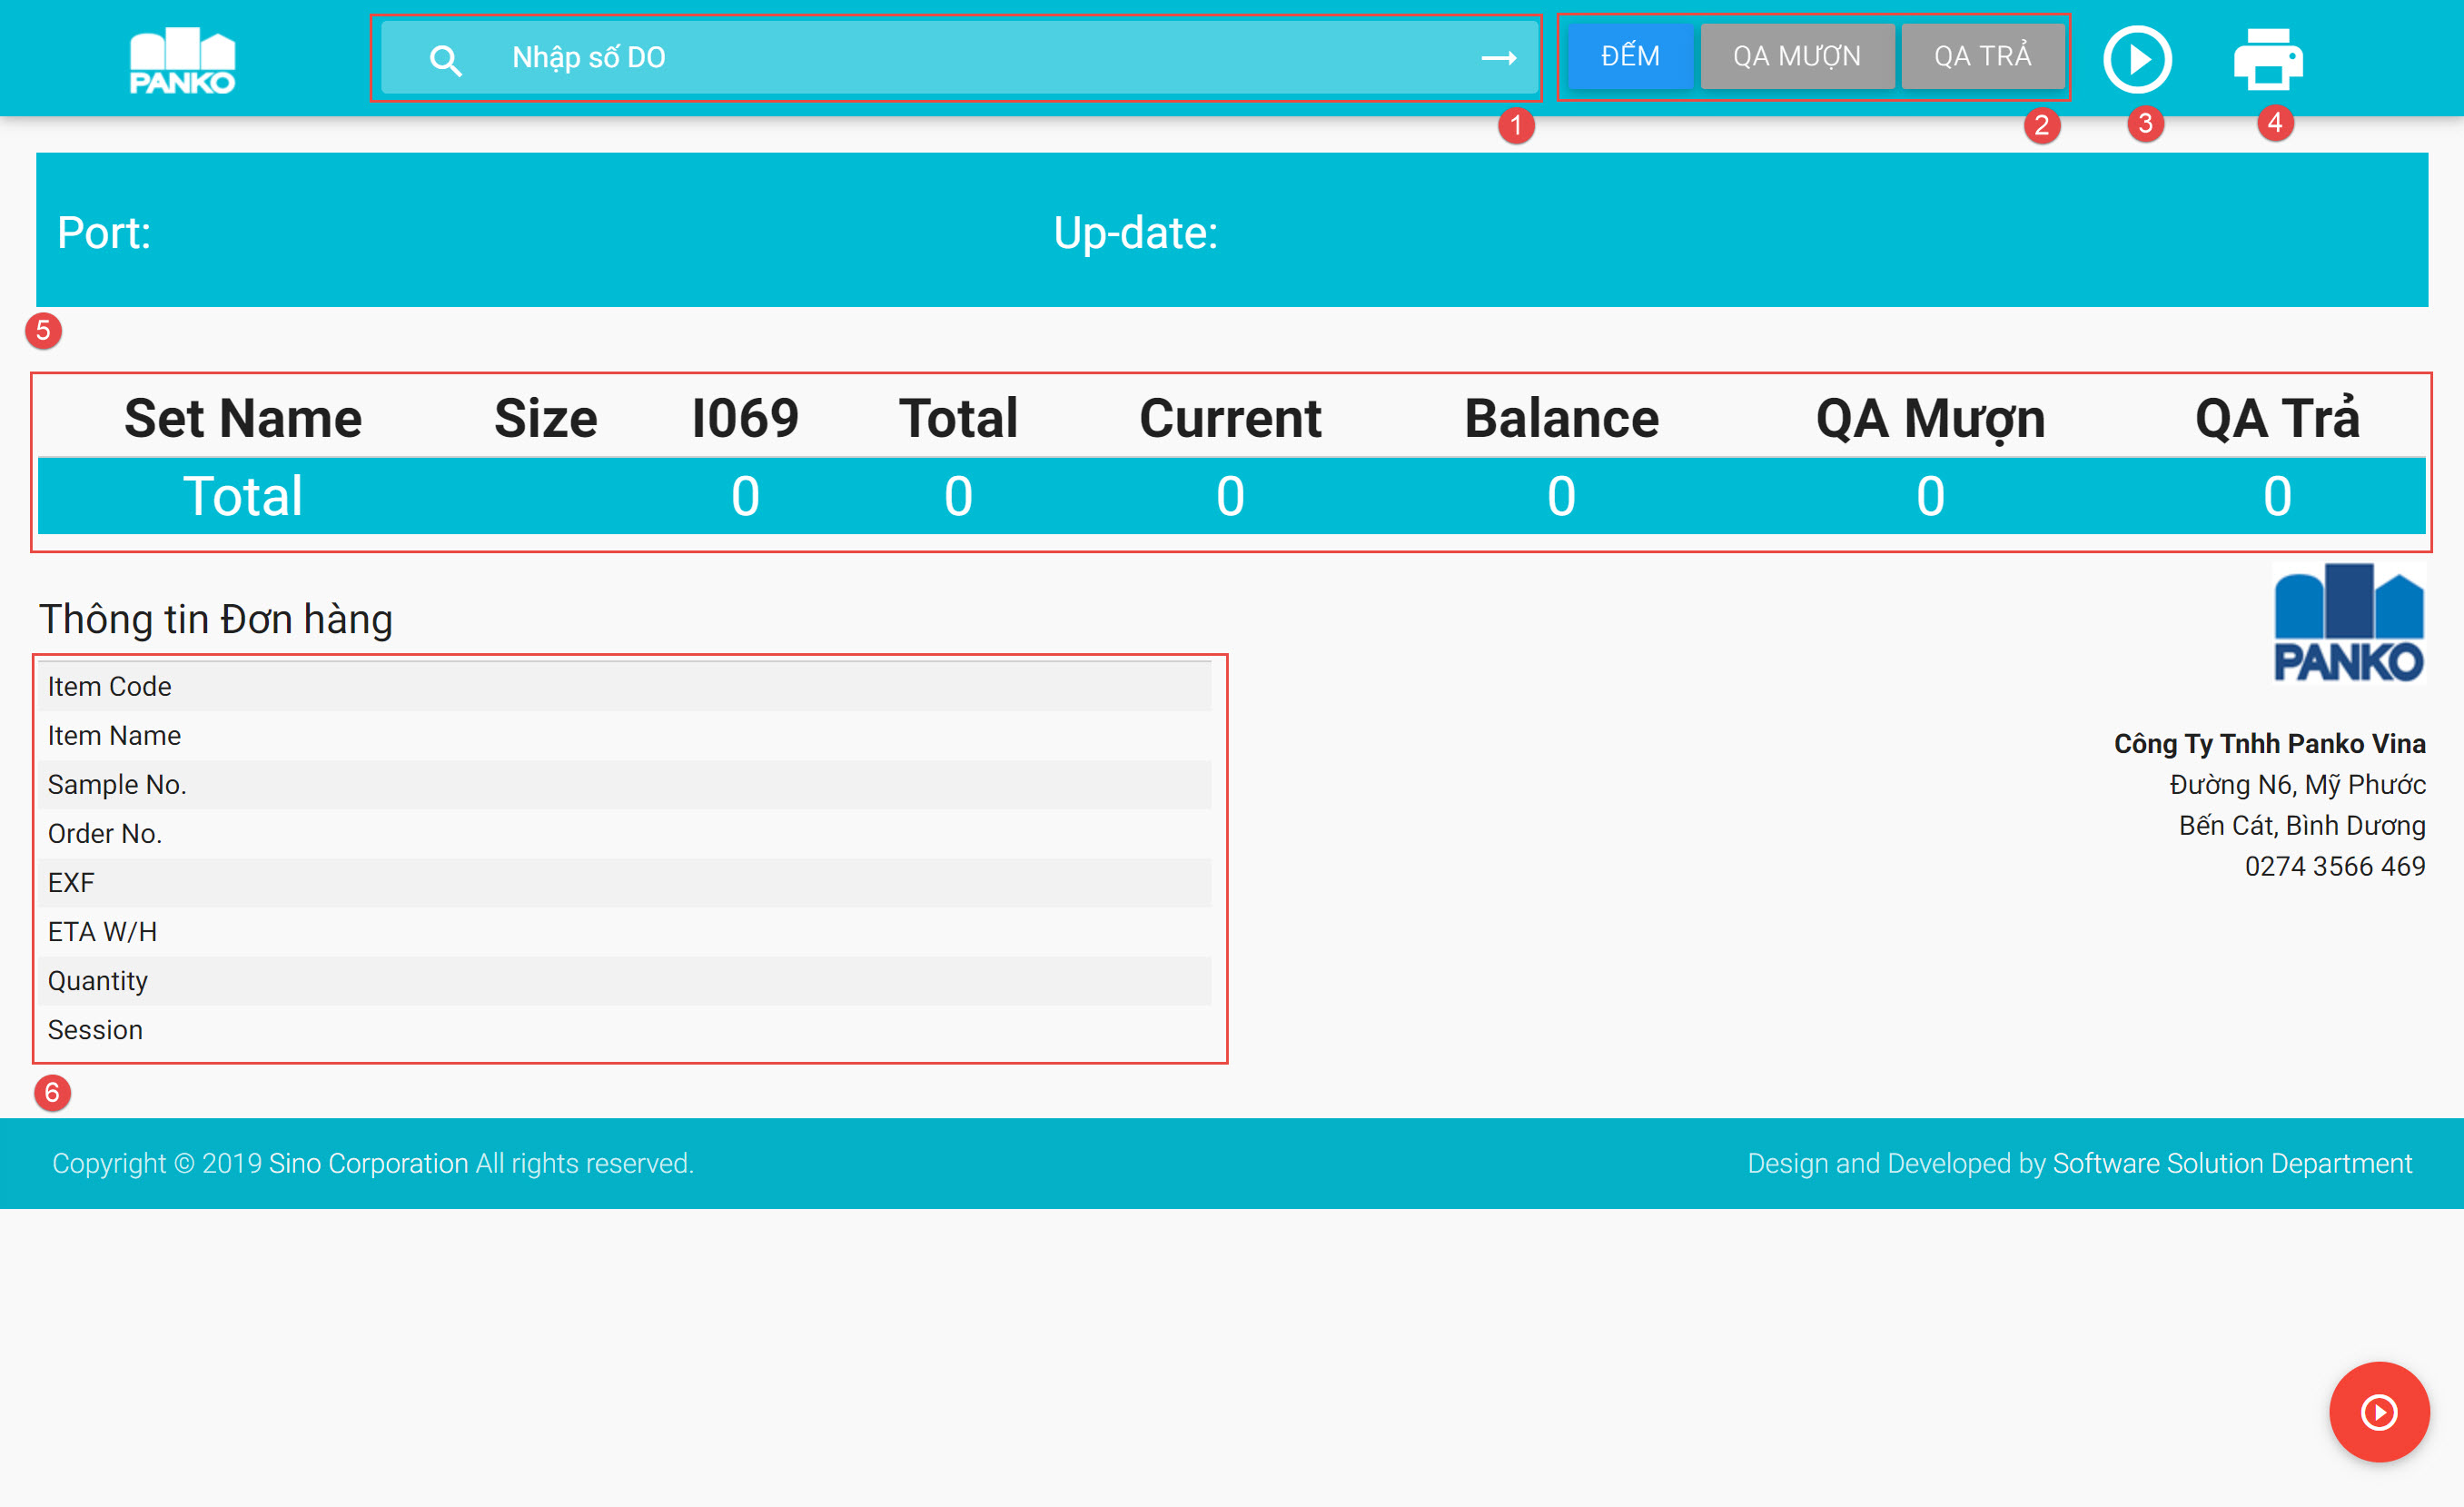 PANKO
Nhập số DO
ĐẾM
QA MƯỢN
QA TRẢ
1
2
3
4
Port:
Up-date:
5
Set Name Size I069 Total Current Balance QA Mượn QA Trả
Total 0 0 0 0 0 0
Thông tin Đơn hàng
PANKO
Item Code
Item Name
Sample No.
Order No.
EXF
ETA W/H
Quantity
Session
Công Ty Tnhh Panko Vina
Đường N6, Mỹ Phước
Bến Cát, Bình Dương
0274 3566 469
6
Copyright © 2019 Sino Corporation All rights reserved.
Design and Developed by Software Solution Department